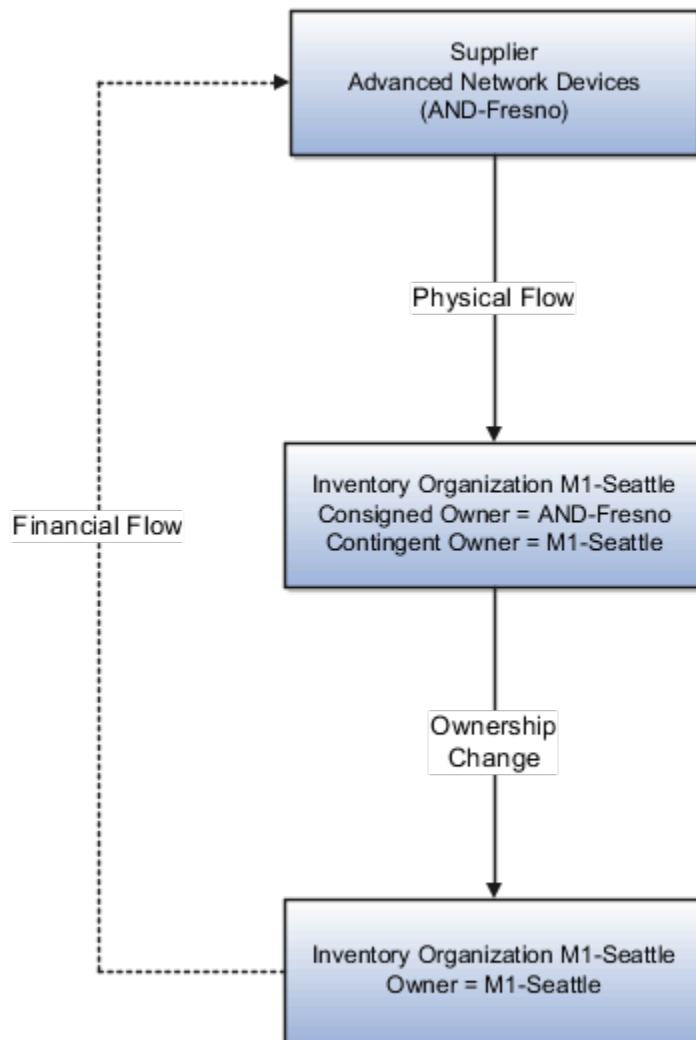 Supplier
Advanced Network Devices
(AND-Fresno)
Physical Flow
Inventory Organization M1-Seattle
Consigned Owner = AND-Fresno
Contingent Owner = M1-Seattle
Financial Flow
Ownership
Change
Inventory Organization M1-Seattle
Owner = M1-Seattle